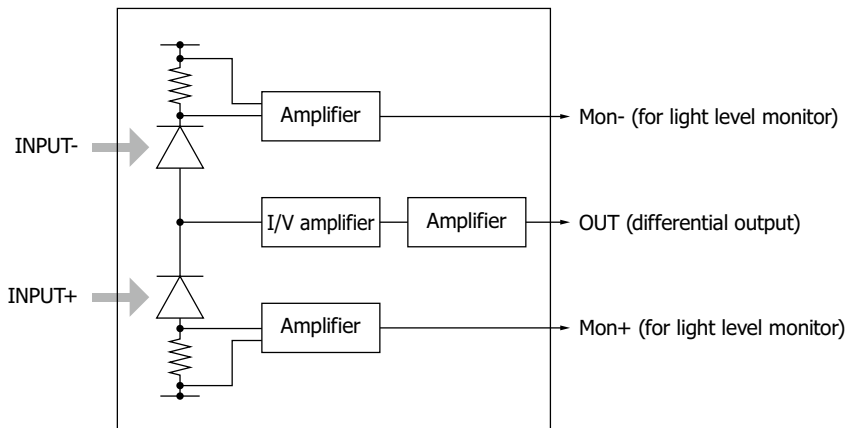 Amplifier
Mon- (for light level monitor)
INPUT-
I/V amplifier
Amplifier
OUT (differential output)
INPUT+
Amplifier
Mon+ (for light level monitor)